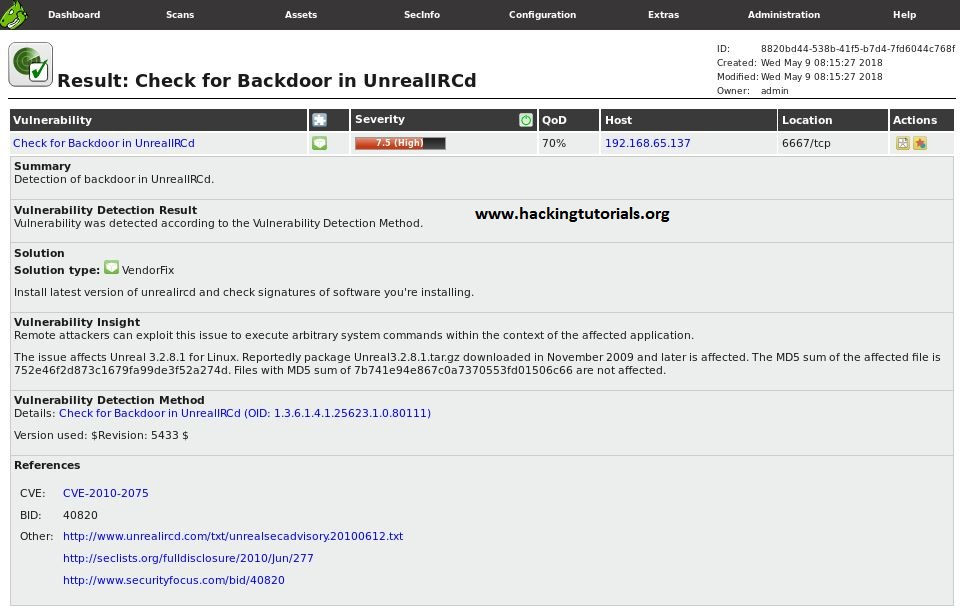 Dashboard Scans Assets SecInfo Configuration Extras Administration Help
Result: Check for Backdoor in UnrealIRCd
ID: 8820bd44-538b-41f5-b7d4-7fd6044c768f
Created: Wed May 9 08:15:27 2018
Modified: Wed May 9 08:15:27 2018
Owner: admin
Vulnerability Severity QoD Host Location Actions
Check for Backdoor in UnrealIRCd 7.5 (High) 70% 192.168.65.137 6667/tcp
Summary
Detection of backdoor in UnrealIRCd.
Vulnerability Detection Result
Vulnerability was detected according to the Vulnerability Detection Method.
www.hackingtutorials.org
Solution
Solution type: VendorFix
Install latest version of unrealircd and check signatures of software you're installing.
Vulnerability Insight
Remote attackers can exploit this issue to execute arbitrary system commands within the context of the affected application.
The issue affects Unreal 3.2.8.1 for Linux. Reportedly package Unreal3.2.8.1.tar.gz downloaded in November 2009 and later is affected. The MD5 sum of the affected file is
752e46f2d873c1679fa99de3f52a274d. Files with MD5 sum of 7b741e94e867c0a7370553fd01506c66 are not affected.
Vulnerability Detection Method
Details: Check for Backdoor in UnrealIRCd (OID: 1.3.6.1.4.1.25623.1.0.80111)
Version used: $Revision: 5433 $
References
CVE: CVE-2010-2075
BID: 40820
Other: http://www.unrealircd.com/txt/unrealsecadvisory.20100612.txt
http://seclists.org/fulldisclosure/2010/Jun/277
http://www.securityfocus.com/bid/40820